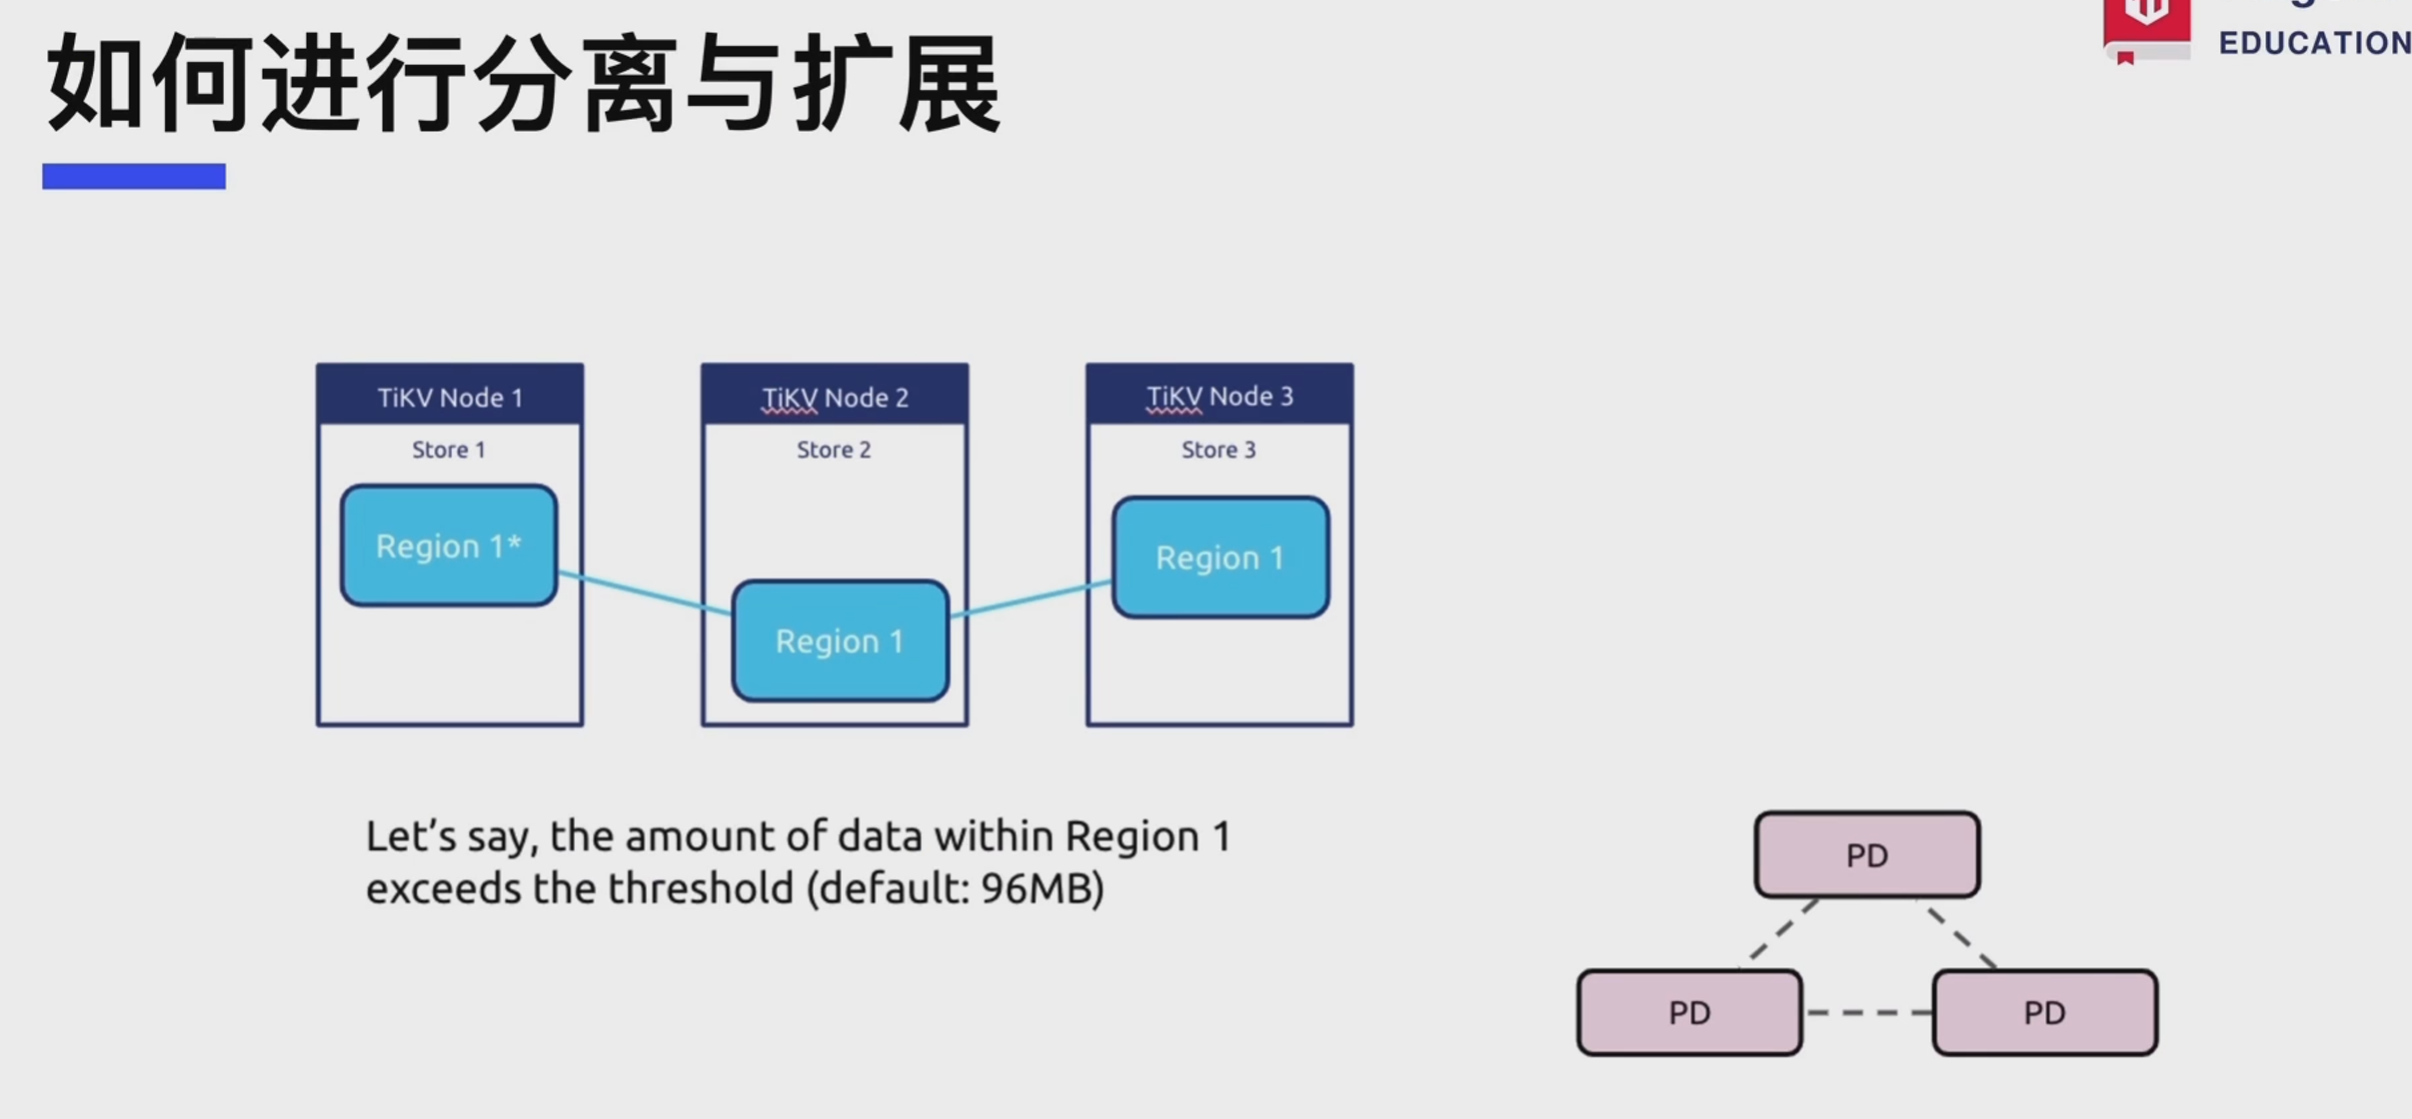 如何进行分离与扩展
EDUCATION
TiKV Node 1
TiKV Node 2
TiKV Node 3
Store 1
Store 2
Store 3
Region 1*
Region 1
Region 1
Let's say, the amount of data within Region 1
exceeds the threshold (default: 96MB)
PD
PD
PD